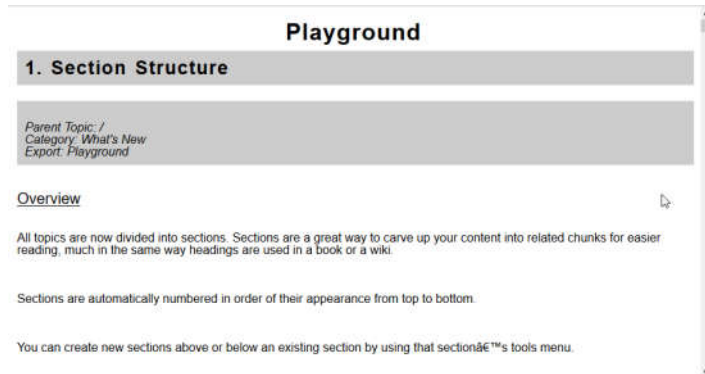 Playground
1. Section Structure
Parent Topic: /
Category: What's New
Export: Playground
Overview
All topics are now divided into sections. Sections are a great way to carve up your content into related chunks for easier
reading, much in the same way headings are used in a book or a wiki.
Sections are automatically numbered in order of their appearance from top to bottom.
You can create new sections above or below an existing section by using that sectionâ€™s tools menu.